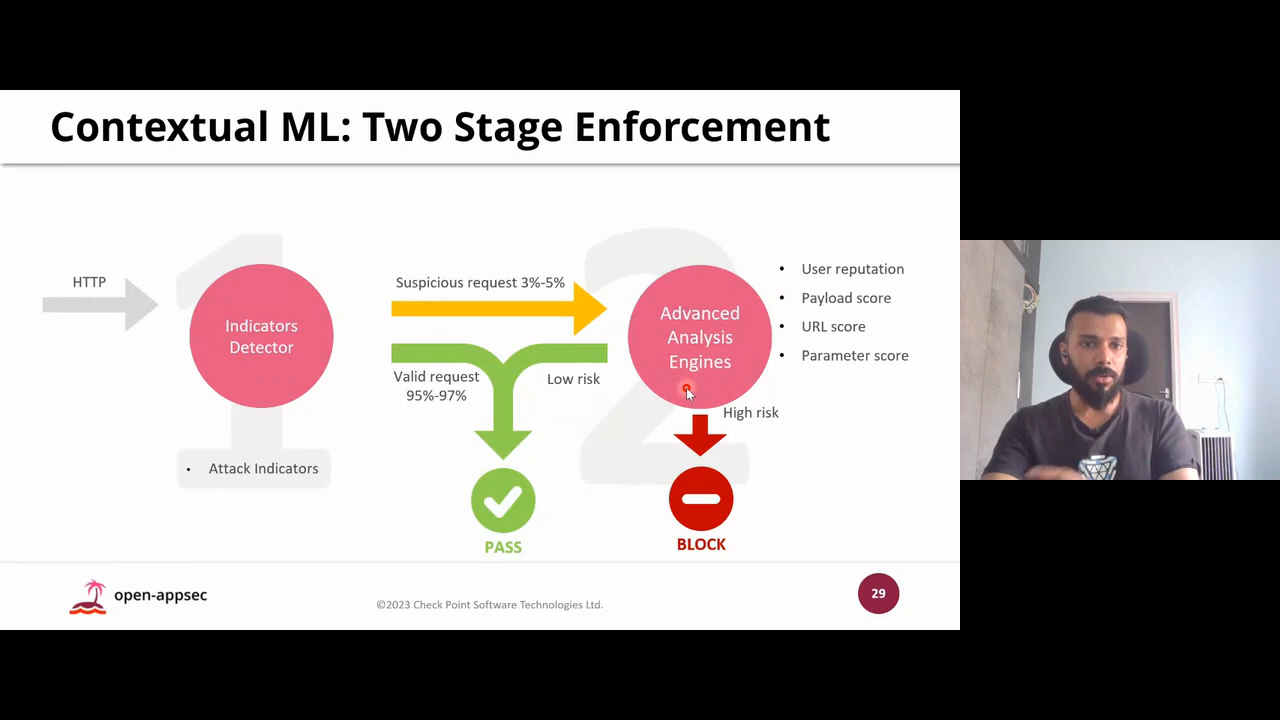 Contextual ML: Two Stage Enforcement
HTTP
Indicators
Detector
• Attack Indicators
Suspicious request 3%-5%
Valid request
95%-97%
Low risk
PASS
Advanced
Analysis
Engines
• User reputation
• Payload score
• URL score
• Parameter score
High risk
BLOCK
open-appsec
©2023 Check Point Software Technologies Ltd.
29